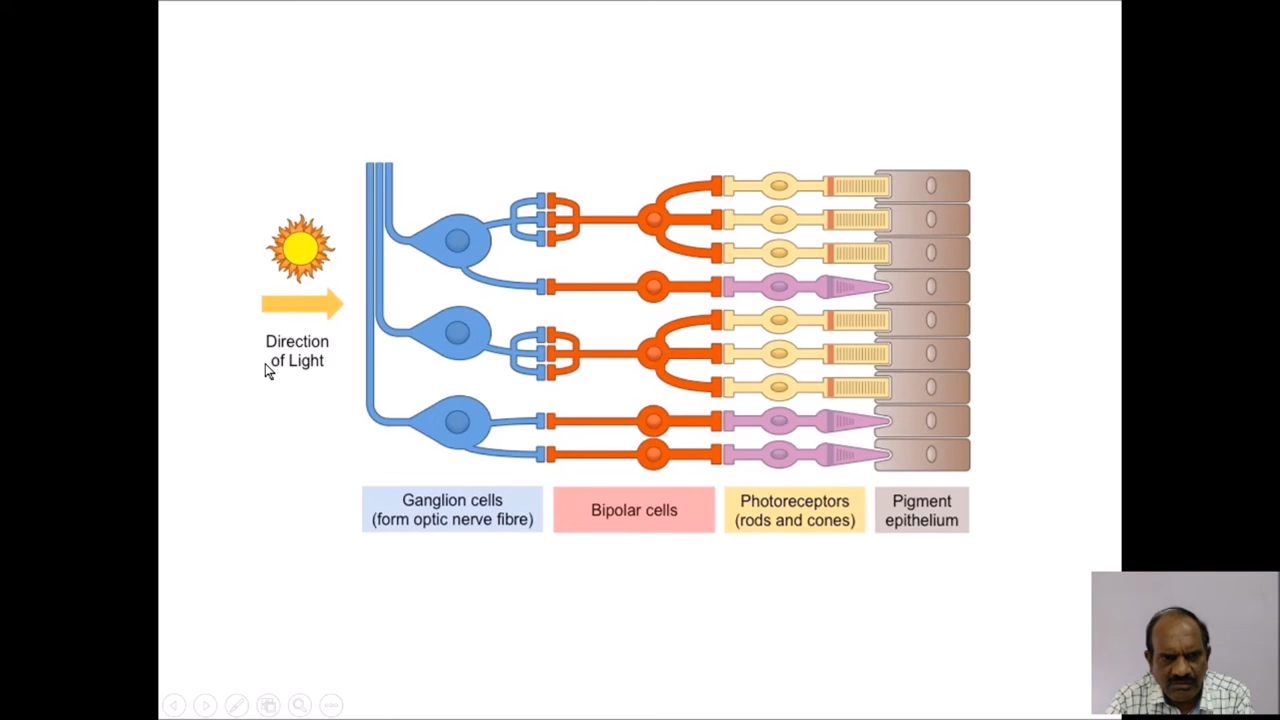 Direction
of Light
Ganglion cells
(form optic nerve fibre)
Bipolar cells
Photoreceptors
(rods and cones)
Pigment
epithelium